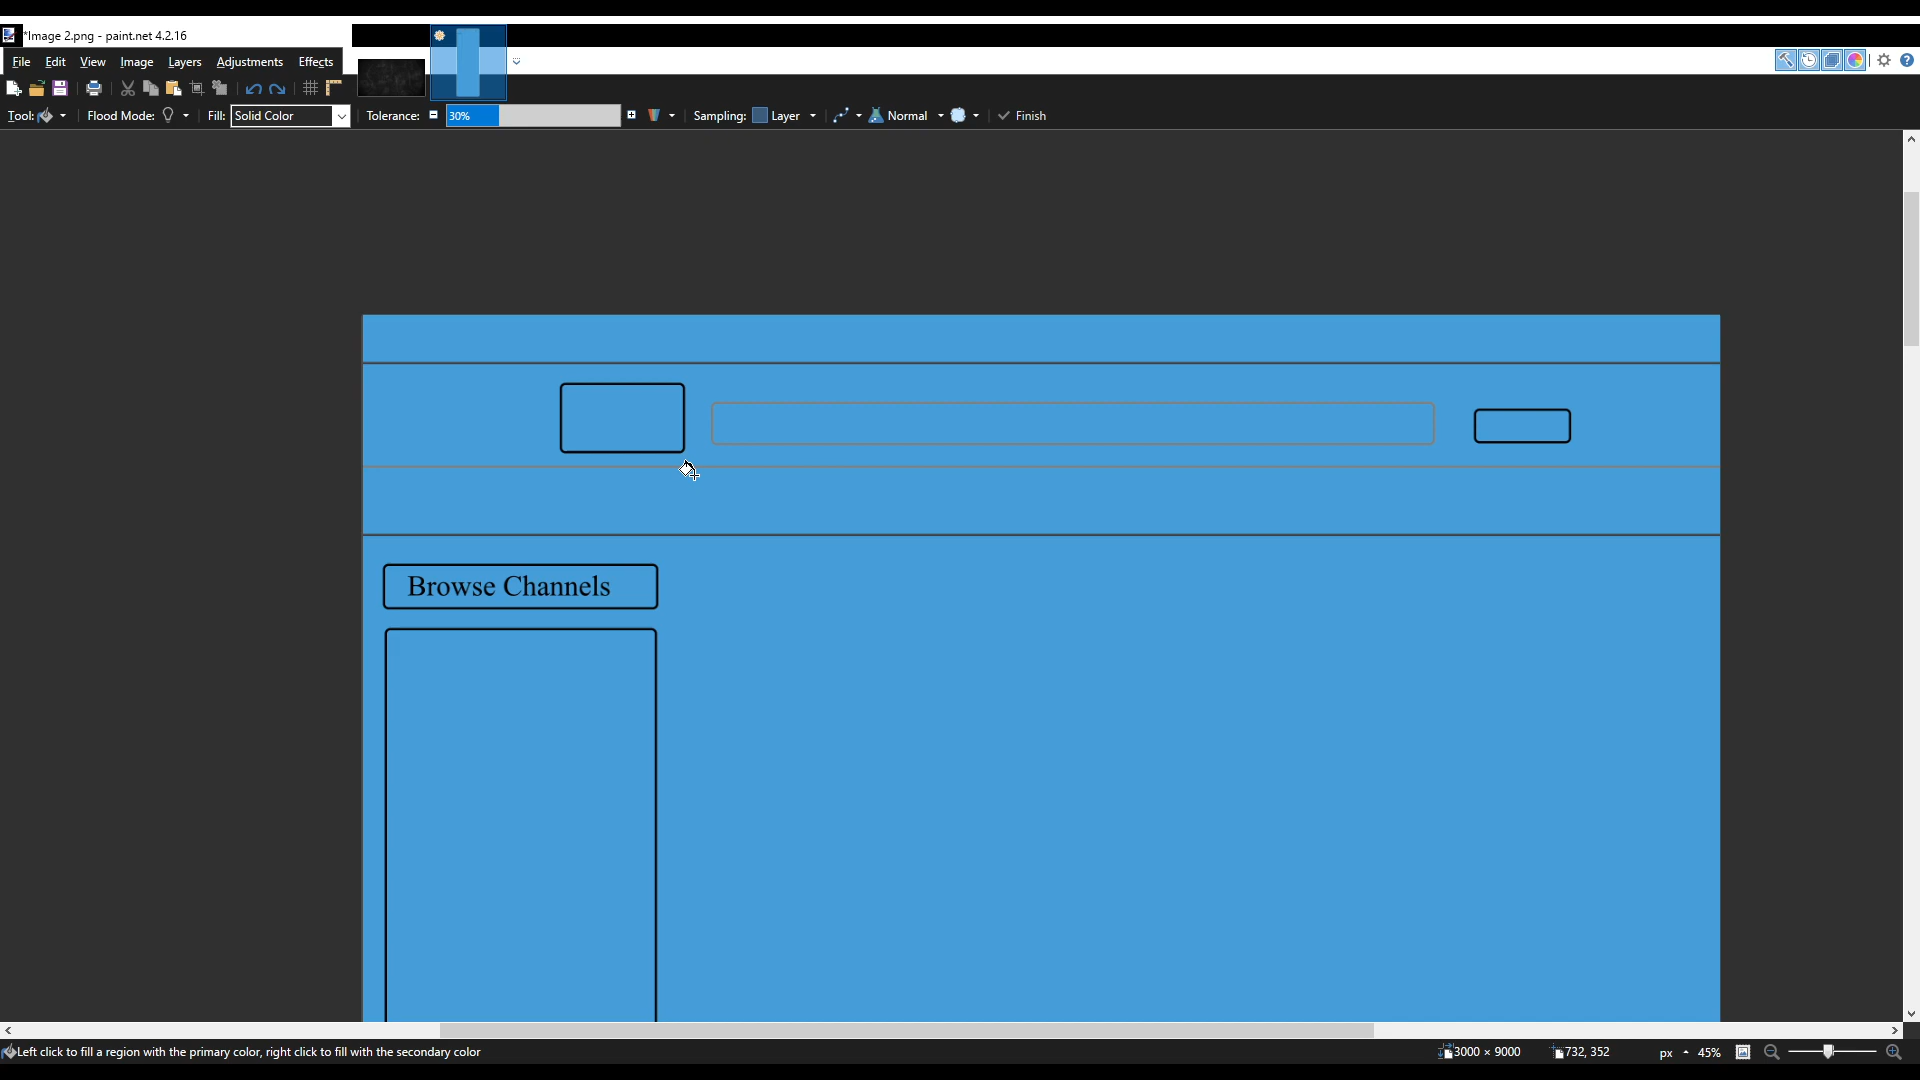 *Image 2.png - paint.net 4.2.16
File Edit View Image Layers Adjustments Effects
Tool: Flood Mode: Fill: Solid Color Tolerance: 30% Sampling: Layer Normal Finish
Browse Channels
Left click to fill a region with the primary color, right click to fill with the secondary color 3000 × 9000 732, 352 px 45%